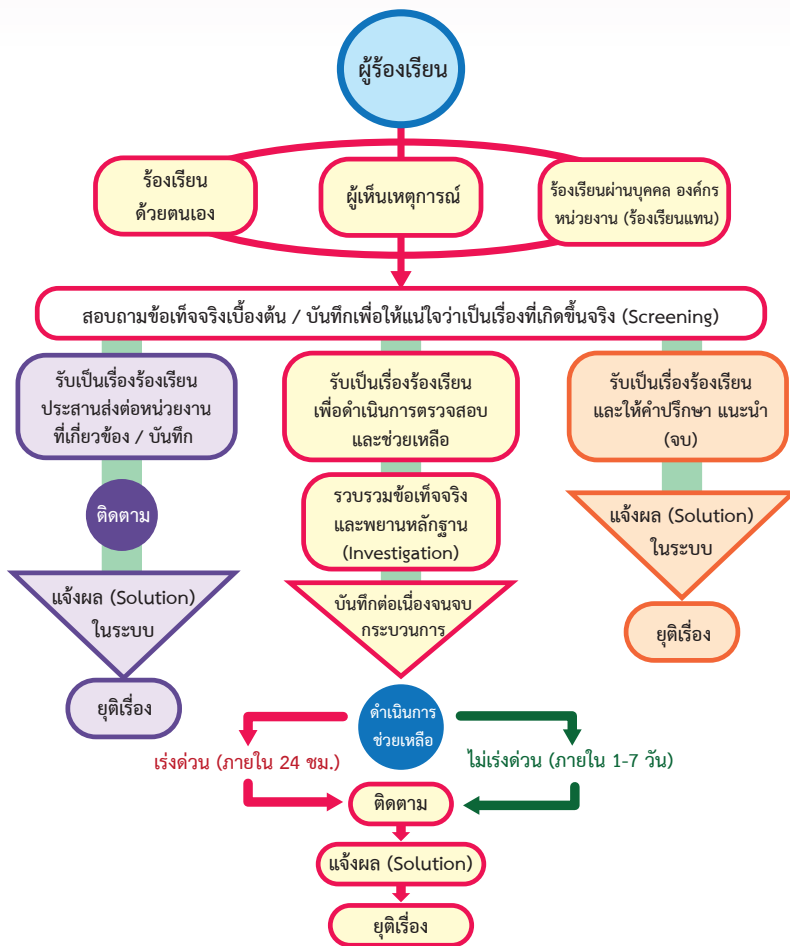 ผู้ร้องเรียน
ร้องเรียน
ด้วยตนเอง
ผู้เห็นเหตุการณ์
ร้องเรียนผ่านบุคคล องค์กร
หน่วยงาน (ร้องเรียนแทน)
สอบถามข้อเท็จจริงเบื้องต้น / บันทึกเพื่อให้แน่ใจว่าเป็นเรื่องที่เกิดขึ้นจริง (Screening)
รับเป็นเรื่องร้องเรียน
ประสานส่งต่อหน่วยงาน
ที่เกี่ยวข้อง / บันทึก
ติดตาม
แจ้งผล (Solution)
ในระบบ
ยุติเรื่อง
รับเป็นเรื่องร้องเรียน
เพื่อดำเนินการตรวจสอบ
และช่วยเหลือ
รวบรวมข้อเท็จจริง
และพยานหลักฐาน
(Investigation)
บันทึกต่อเนื่องจนจบ
กระบวนการ
รับเป็นเรื่องร้องเรียน
และให้คำปรึกษา แนะนำ
(จบ)
แจ้งผล (Solution)
ในระบบ
ยุติเรื่อง
ดำเนินการ
ช่วยเหลือ
เร่งด่วน (ภายใน 24 ชม.)
ไม่เร่งด่วน (ภายใน 1-7 วัน)
ติดตาม
แจ้งผล (Solution)
ยุติเรื่อง